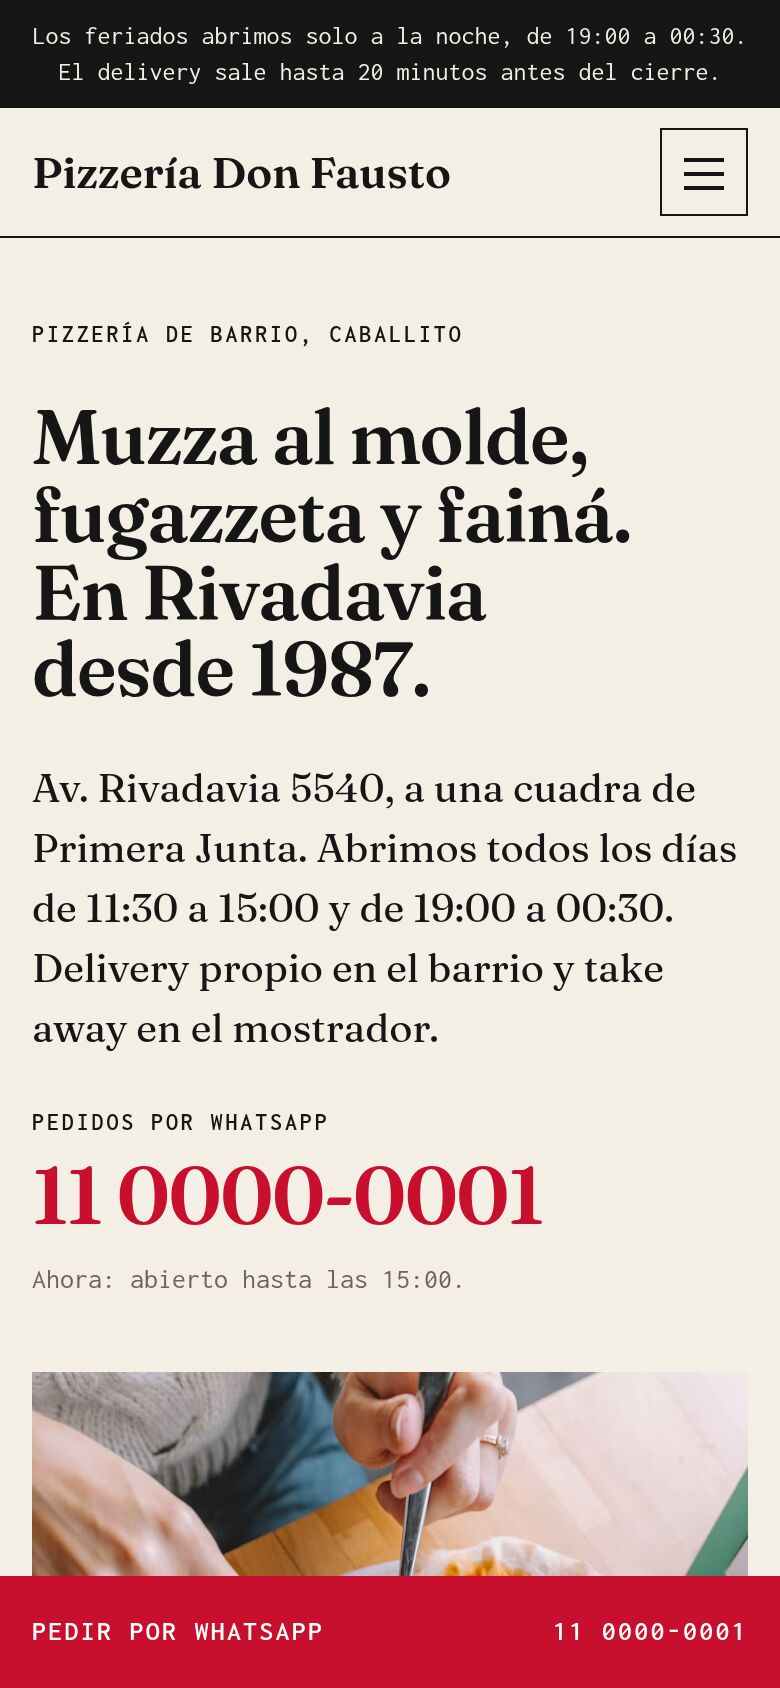 Los feriados abrimos solo a la noche, de 19:00 a 00:30.
El delivery sale hasta 20 minutos antes del cierre.
Pizzería Don Fausto
PIZZERÍA DE BARRIO, CABALLITO
Muzza al molde,
fugazzeta y fainá.
En Rivadavia
desde 1987.
Av. Rivadavia 5540, a una cuadra de
Primera Junta. Abrimos todos los días
de 11:30 a 15:00 y de 19:00 a 00:30.
Delivery propio en el barrio y take
away en el mostrador.
PEDIDOS POR WHATSAPP
11 0000-0001
Ahora: abierto hasta las 15:00.
PEDIR POR WHATSAPP 11 0000-0001